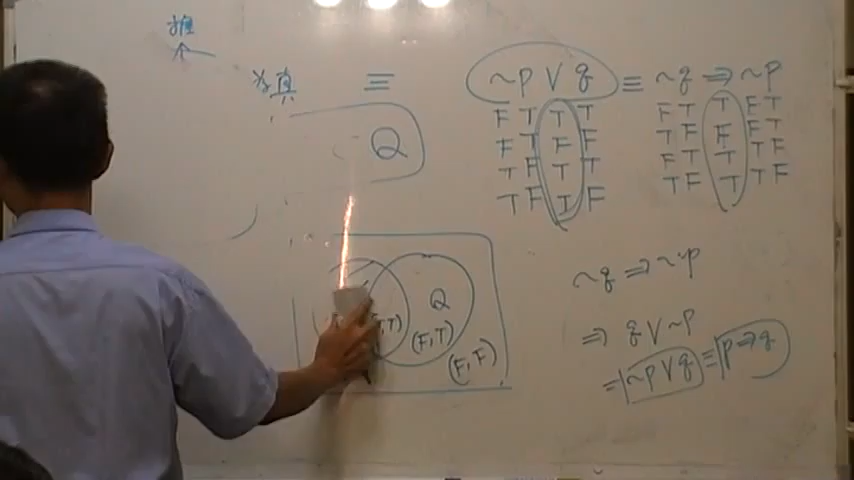 推
為真 ≡
~p ∨ q ≡ ~q ⇒ ~p
F T T T F T T F T
F T F F T F F F T
T F T T F T T T F
T F T F T F T T F
Q
Q
(F,T)
(F,F)
~q ⇒ ~p
⇒ q ∨ ~p
= ~p ∨ q ≡ p ⇒ q